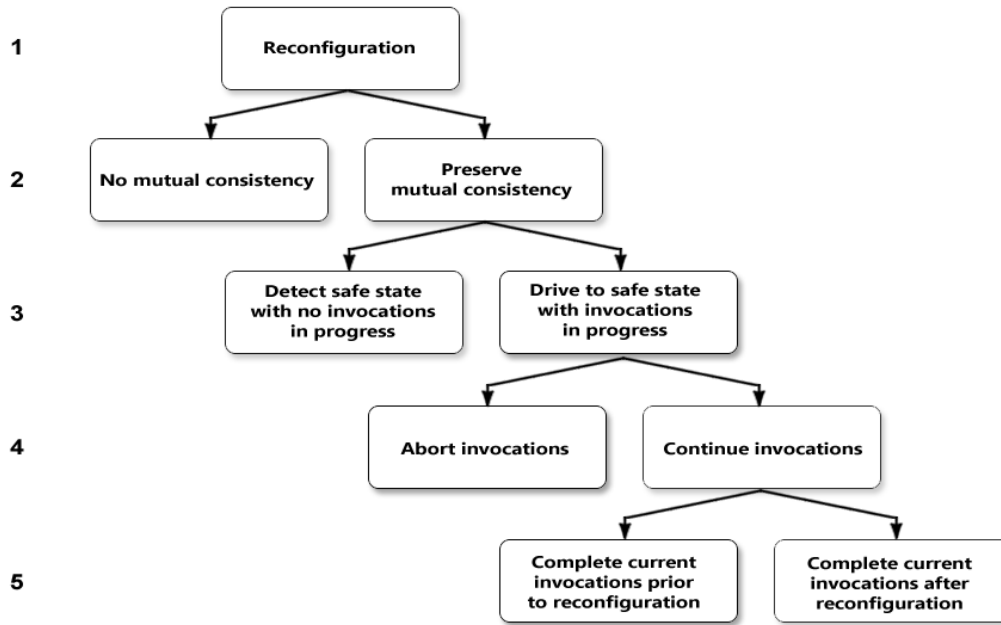 1
Reconfiguration
2
No mutual consistency
Preserve
mutual consistency
3
Detect safe state
with no invocations
in progress
Drive to safe state
with invocations
in progress
4
Abort invocations
Continue invocations
5
Complete current
invocations prior
to reconfiguration
Complete current
invocations after
reconfiguration